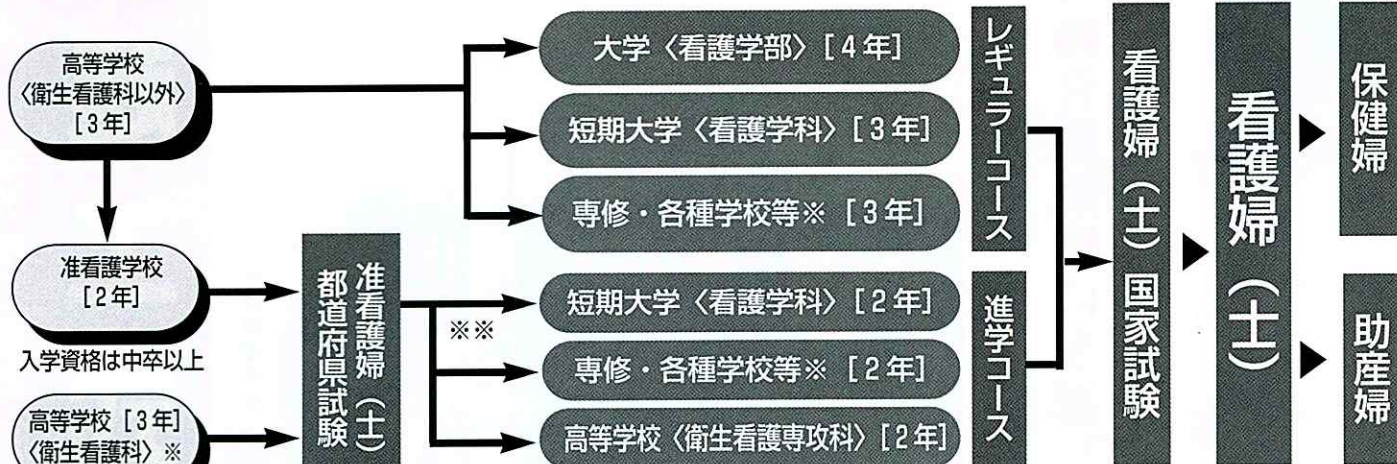 高等学校
〈衛生看護科以外〉
[3年]
准看護学校
[2年]
入学資格は中卒以上
高等学校 [3年]
〈衛生看護科〉※
准看護婦(士)
都道府県試験
※※
大学〈看護学部〉[4年]
短期大学〈看護学科〉[3年]
専修・各種学校等※ [3年]
短期大学〈看護学科〉[2年]
専修・各種学校等※ [2年]
高等学校〈衛生看護専攻科〉[2年]
レギュラーコース
進学コース
看護婦(士)国家試験
看護婦(士)
保健婦
助産婦